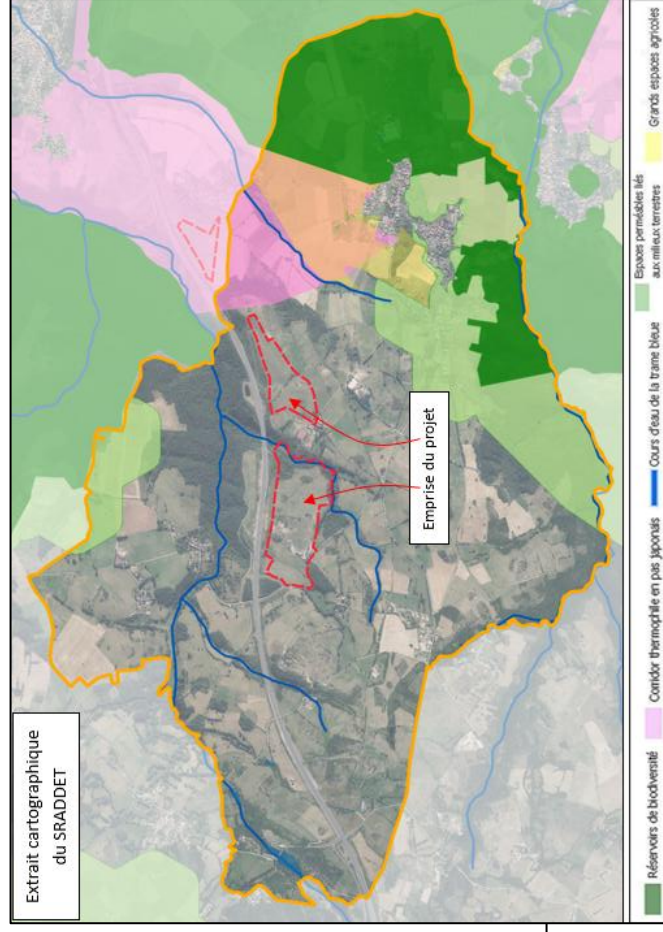 Extrait cartographique
du SRADDET
Emprise du projet
Réservoirs de biodiversité
Corridor thermophile en pas japonais
Cours d'eau de la trame bleue
Espaces perméables liés
aux milieux terrestres
Grands espaces agricoles